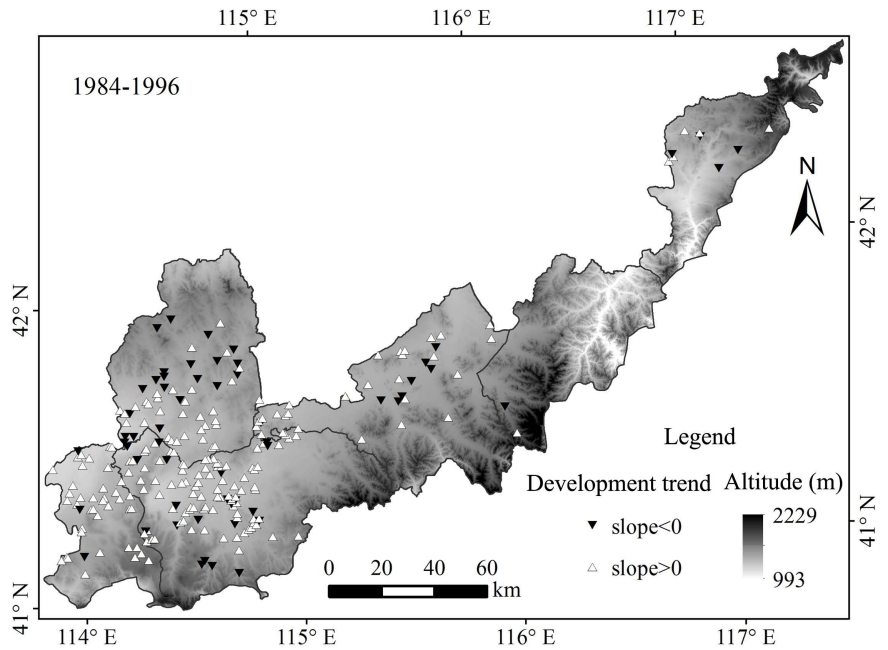 115° E 116° E 117° E
1984-1996
N
42° N
42° N
Legend
Development trend Altitude (m)
slope<0
slope>0
2229
993
0 20 40 60
km
41° N
41° N
114° E 115° E 116° E 117° E